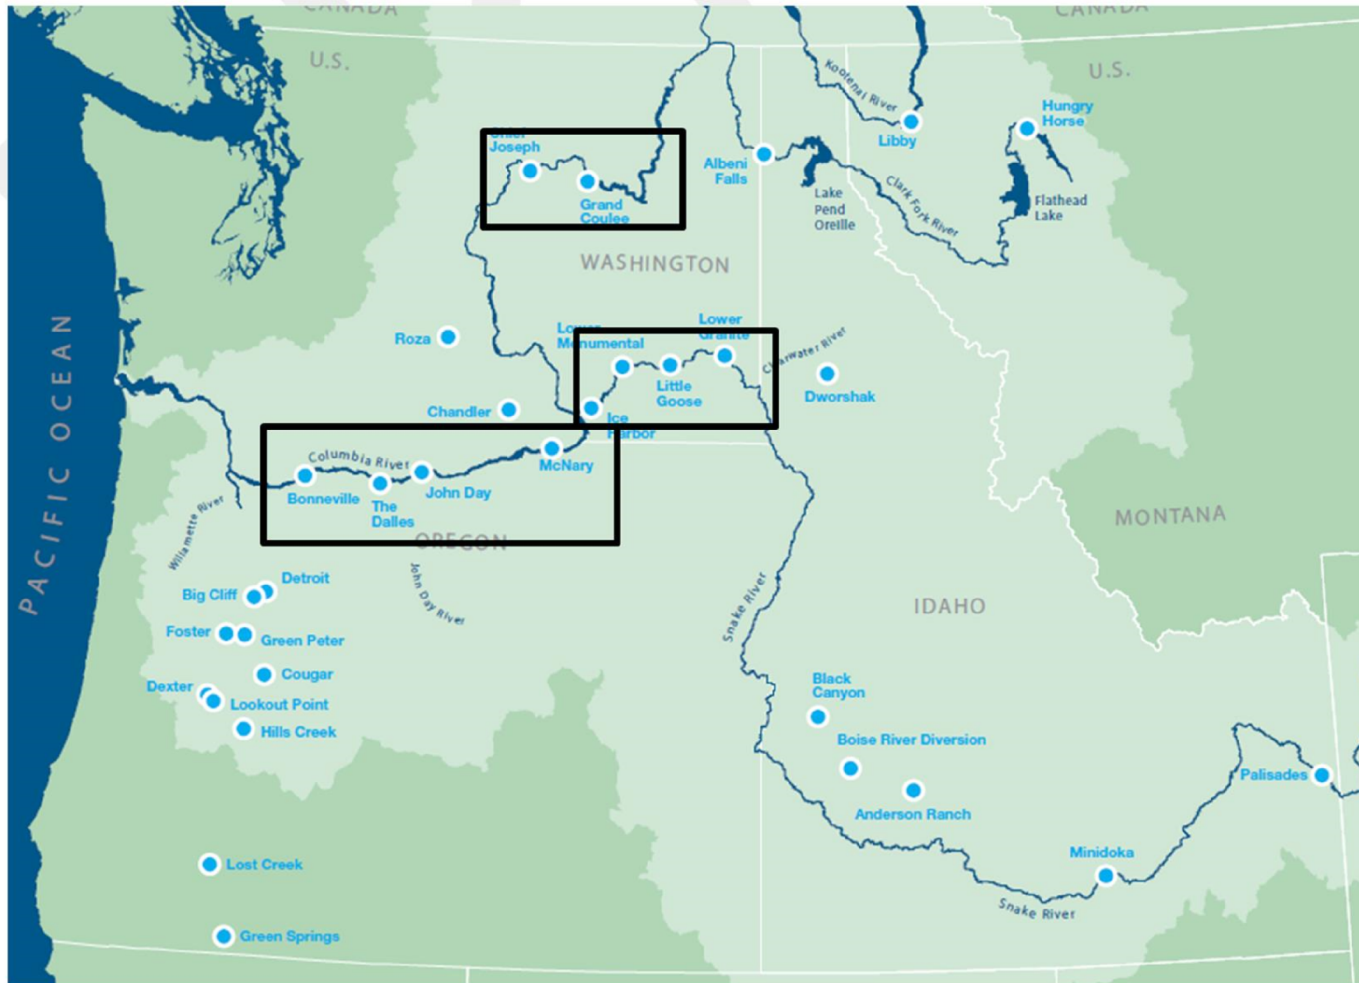 CANADA
CANADA
U.S.
U.S.
Kootenai River
Hungry
Horse
Libby
Chief
Joseph
Albeni
Falls
Grand
Coulee
Lake
Pend
Oreille
Clark Fork River
Flathead
Lake
WASHINGTON
PACIFIC OCEAN
Roza
Lower
Monumental
Lower
Granite
Clearwater River
Little
Goose
Dworshak
Chandler
Ice
Harbor
Columbia River
McNary
Bonneville
The
Dalles
John Day
Willamette River
OREGON
MONTANA
John Day River
Detroit
Big Cliff
Snake River
IDAHO
Foster
Green Peter
Cougar
Dexter
Lookout Point
Hills Creek
Black
Canyon
Boise River Diversion
Anderson Ranch
Palisades
Minidoka
Snake River
Lost Creek
Green Springs